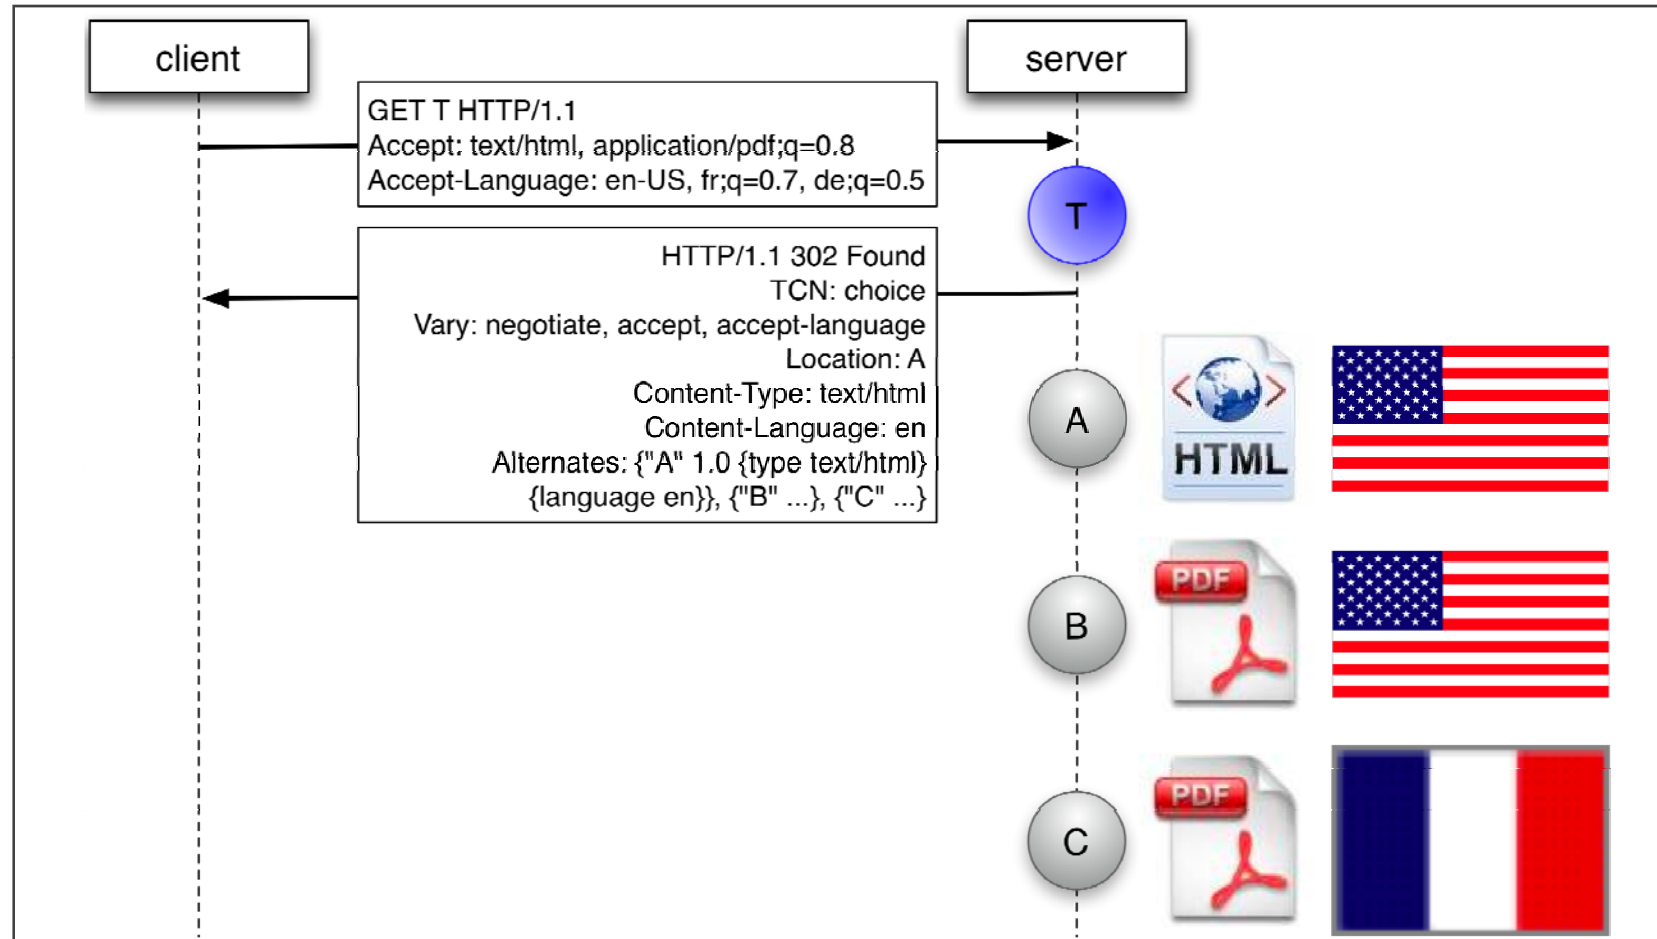 client
server
GET T HTTP/1.1
Accept: text/html, application/pdf;q=0.8
Accept-Language: en-US, fr;q=0.7, de;q=0.5
T
HTTP/1.1 302 Found
TCN: choice
Vary: negotiate, accept, accept-language
Location: A
Content-Type: text/html
Content-Language: en
Alternates: {"A" 1.0 {type text/html}
{language en}}, {"B" ...}, {"C" ...}
A
< >
HTML
B
PDF
C
PDF